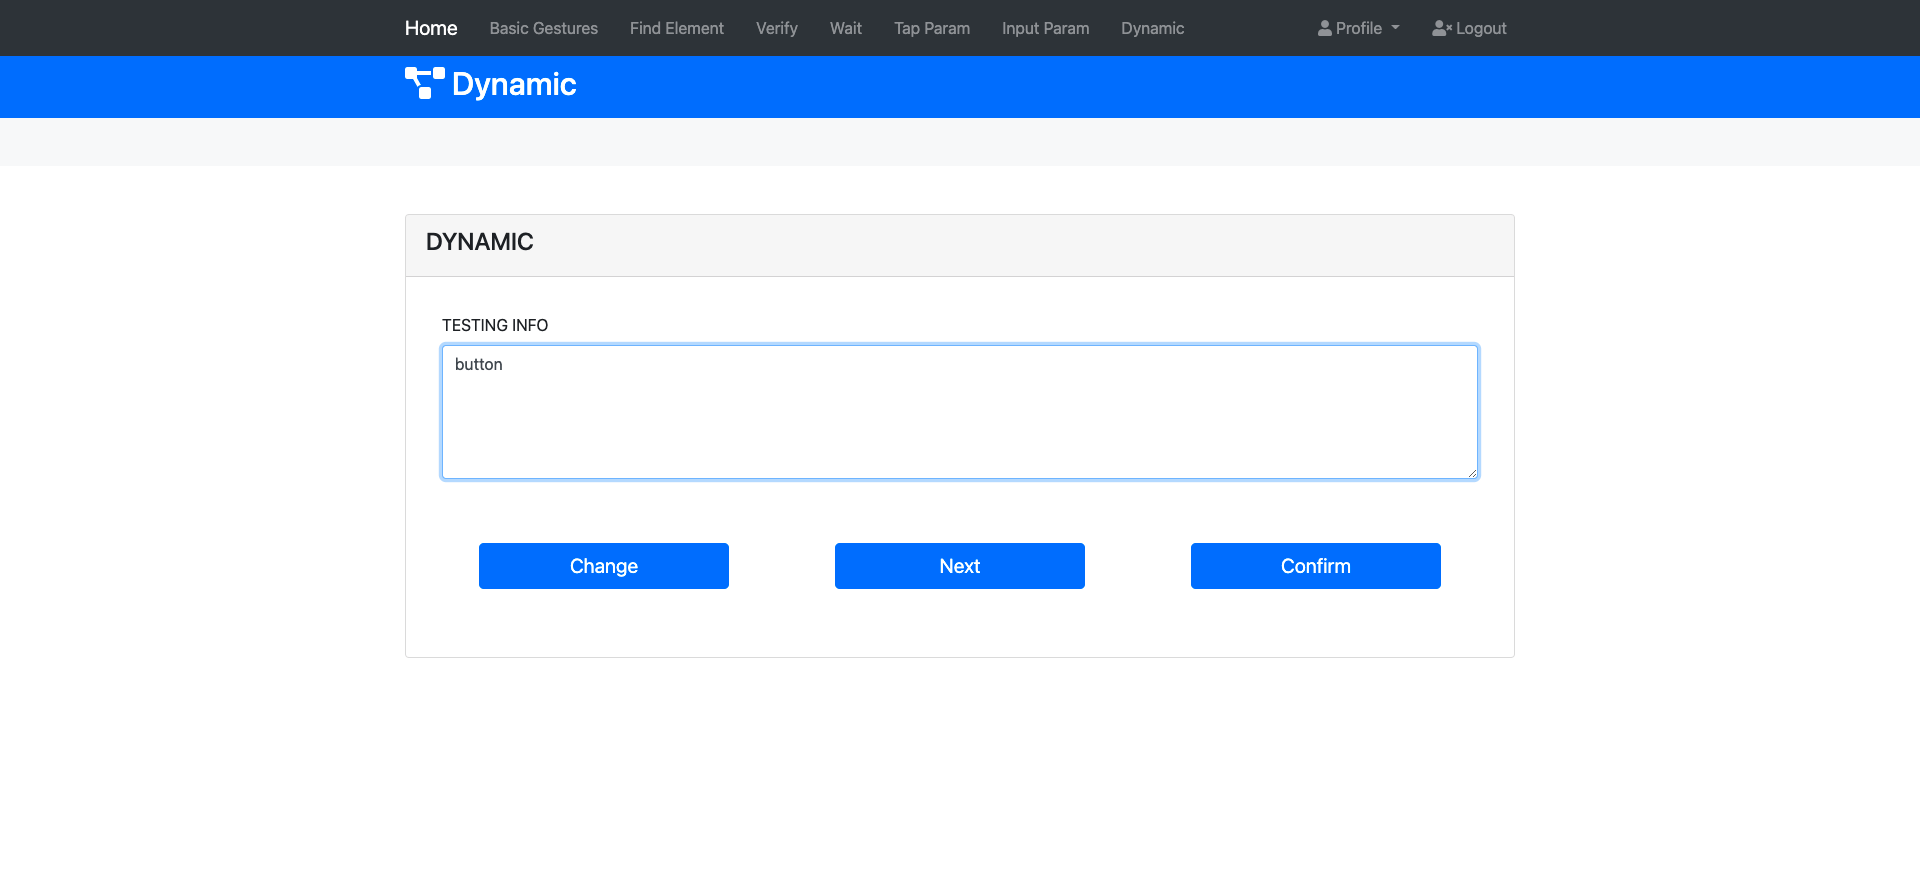 Home Basic Gestures Find Element Verify Wait Tap Param Input Param Dynamic Profile Logout
Dynamic
DYNAMIC
TESTING INFO
button
Change Next Confirm